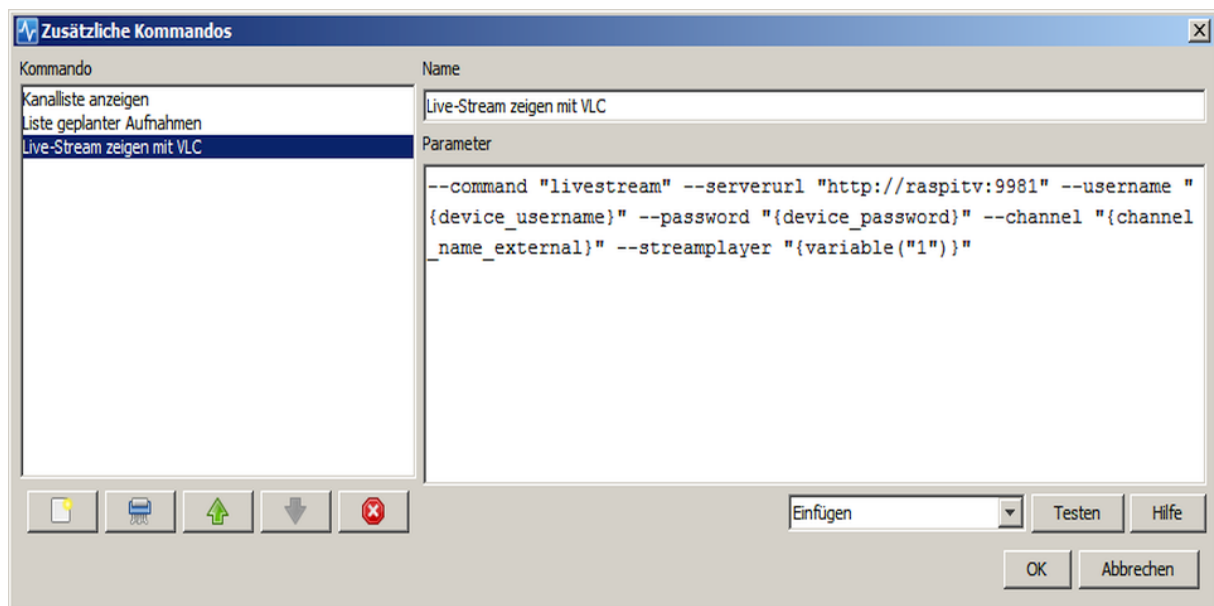 Zusätzliche Kommandos
Kommando
Kanalliste anzeigen
Liste geplanter Aufnahmen
Live-Stream zeigen mit VLC
Name
Live-Stream zeigen mit VLC
Parameter
--command "livestream" --serverurl "http://raspitv:9981" --username "
{device_username}" --password "{device_password}" --channel "{channel
_name_external}" --streamplayer "{variable("1")}"
Einfügen
Testen
Hilfe
OK
Abbrechen